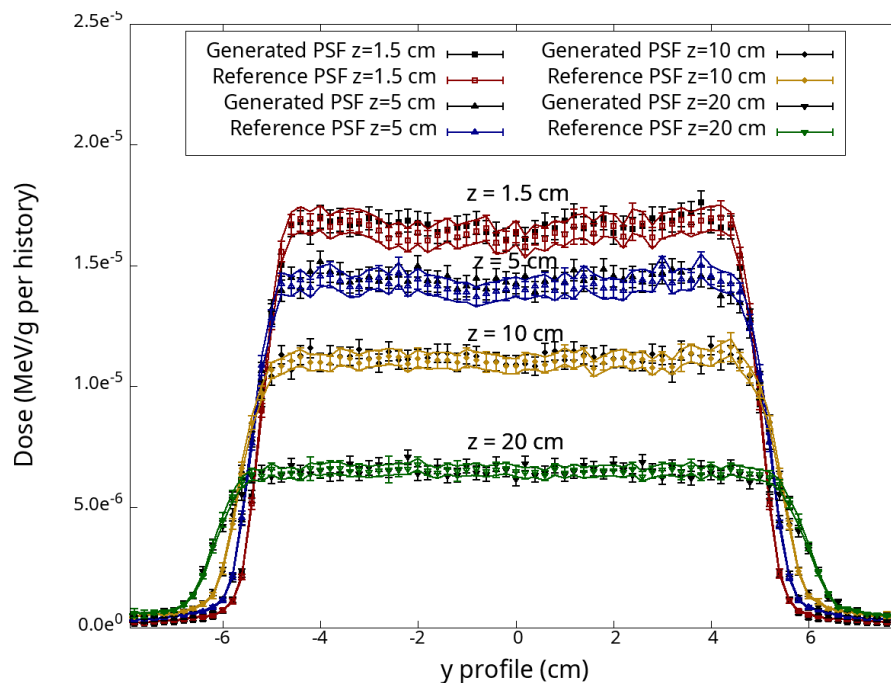 2.5e⁻⁵
Generated PSF z=1.5 cm
Reference PSF z=1.5 cm
Generated PSF z=5 cm
Reference PSF z=5 cm
Generated PSF z=10 cm
Reference PSF z=10 cm
Generated PSF z=20 cm
Reference PSF z=20 cm
2.0e⁻⁵
1.5e⁻⁵
1.0e⁻⁵
5.0e⁻⁶
0.0e⁰
Dose (MeV/g per history)
z = 1.5 cm
z = 5 cm
z = 10 cm
z = 20 cm
-6 -4 -2 0 2 4 6
y profile (cm)